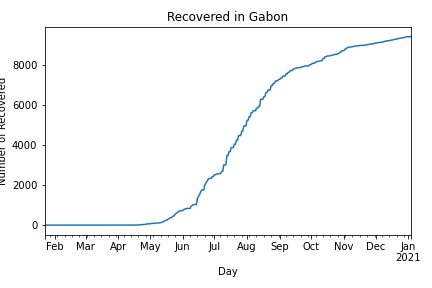 Recovered in Gabon
Number of Recovered
8000
6000
4000
2000
0
Feb Mar Apr May Jun Jul Aug Sep Oct Nov Dec Jan
2021
Day